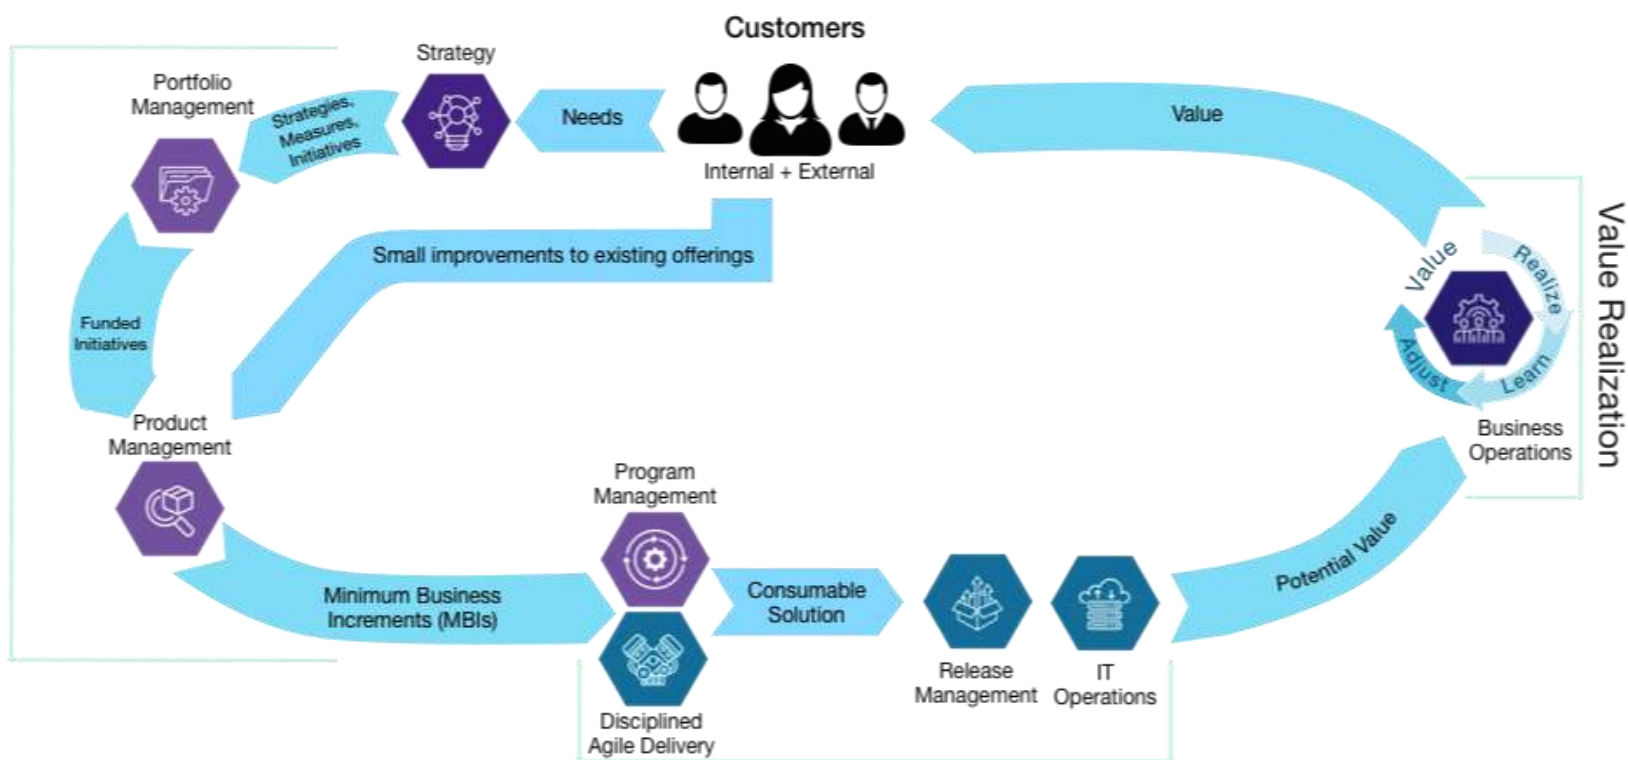 Customers
Internal + External
Needs
Strategy
Strategies,
Measures,
Initiatives
Portfolio
Management
Funded
Initiatives
Small improvements to existing offerings
Product
Management
Minimum Business
Increments (MBIs)
Program
Management
Disciplined
Agile Delivery
Consumable
Solution
Release
Management
IT
Operations
Potential Value
Business
Operations
Value
Realize
Learn
Adjust
Value
Value Realization